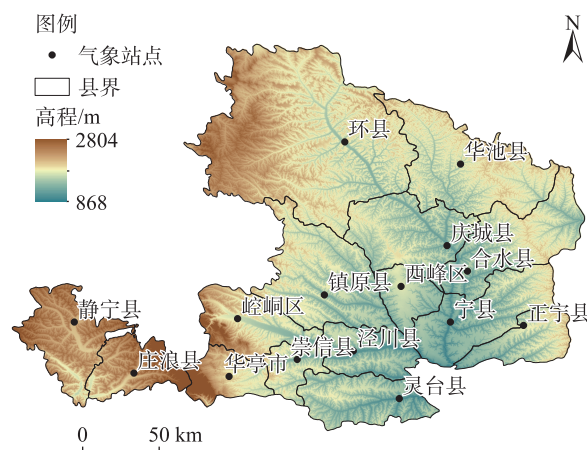 图例
N
气象站点
县界
高程/m
2804
868
环县
华池县
庆城县
合水县
西峰区
镇原县
宁县
正宁县
崆峒区
静宁县
泾川县
崇信县
庄浪县
华亭市
灵台县
0 50 km